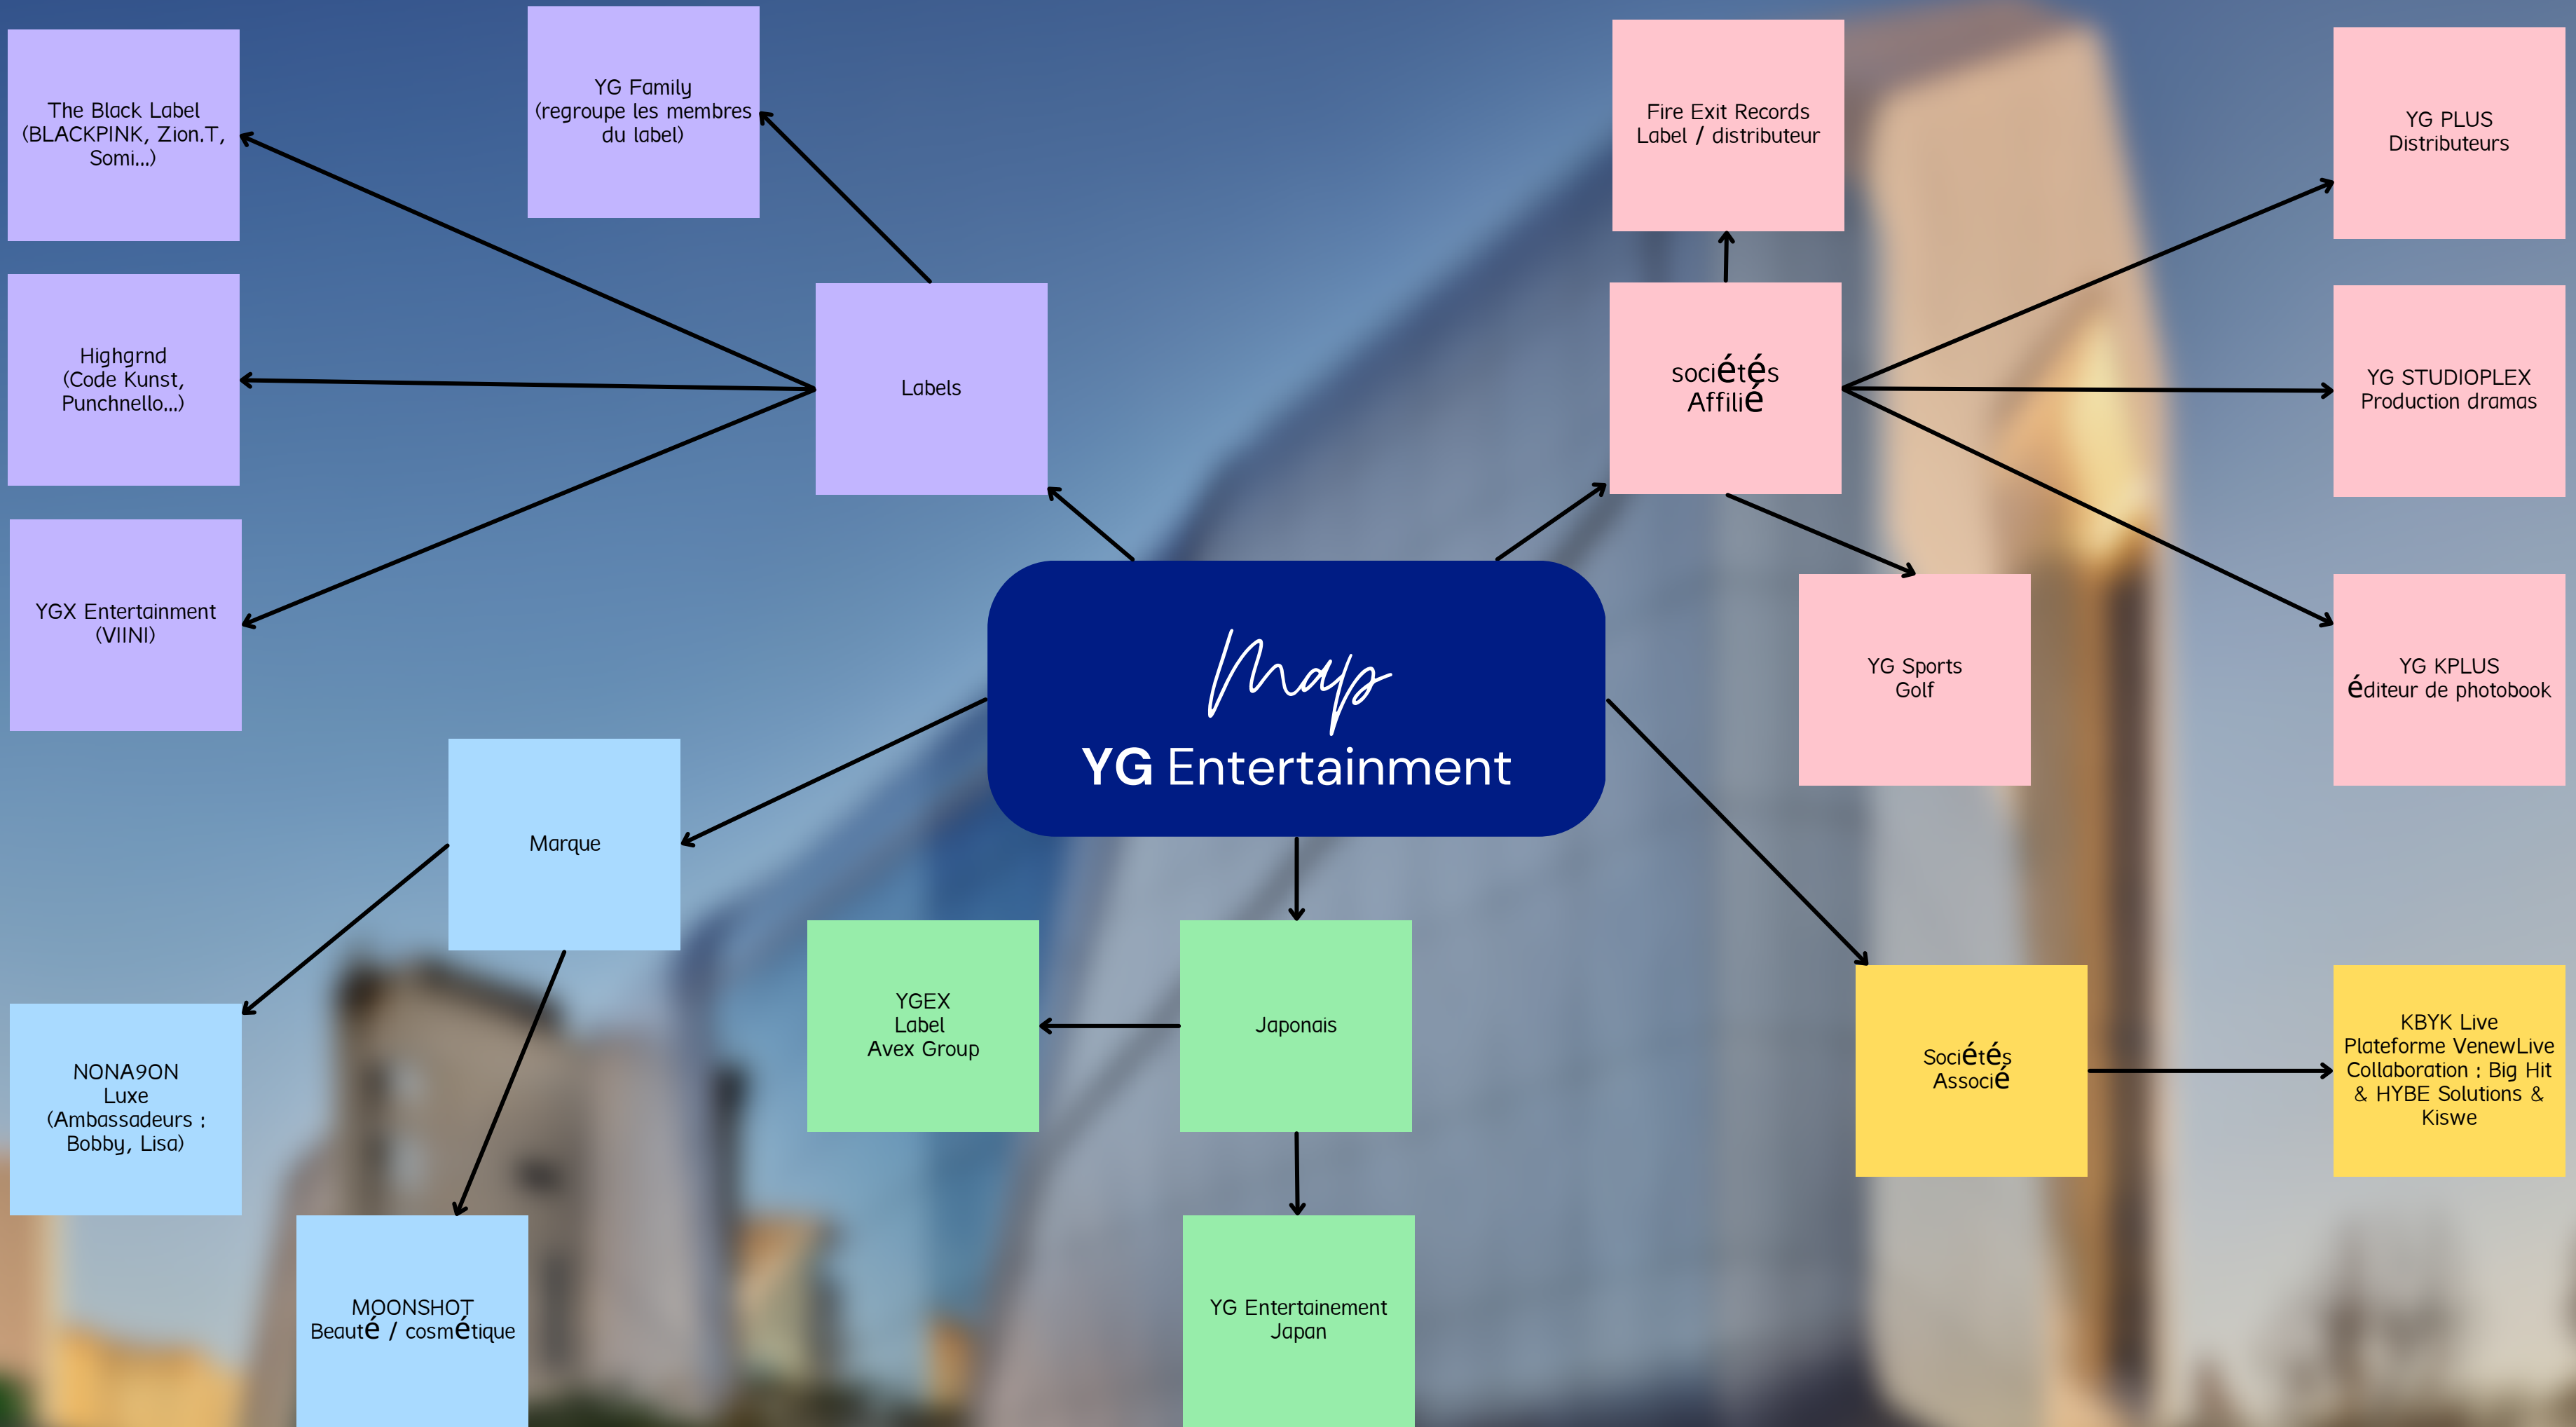 The Black Label
(BLACKPINK, Zion.T,
Somi...)
YG Family
(regroupe les membres
du label)
Fire Exit Records
Label / distributeur
YG PLUS
Distributeurs
Highgrnd
(Code Kunst,
Punchnello...)
Labels
sociétés
Affilié
YG STUDIOPLEX
Production dramas
YGX Entertainment
(VIINI)
Map
YG Entertainment
YG Sports
Golf
YG KPLUS
éditeur de photobook
Marque
NONA9ON
Luxe
(Ambassadeurs :
Bobby, Lisa)
YGEX
Label
Avex Group
Japonais
Sociétés
Associé
KBYK Live
Plateforme VenewLive
Collaboration : Big Hit
& HYBE Solutions &
Kiswe
MOONSHOT
Beauté / cosmétique
YG Entertainement
Japan